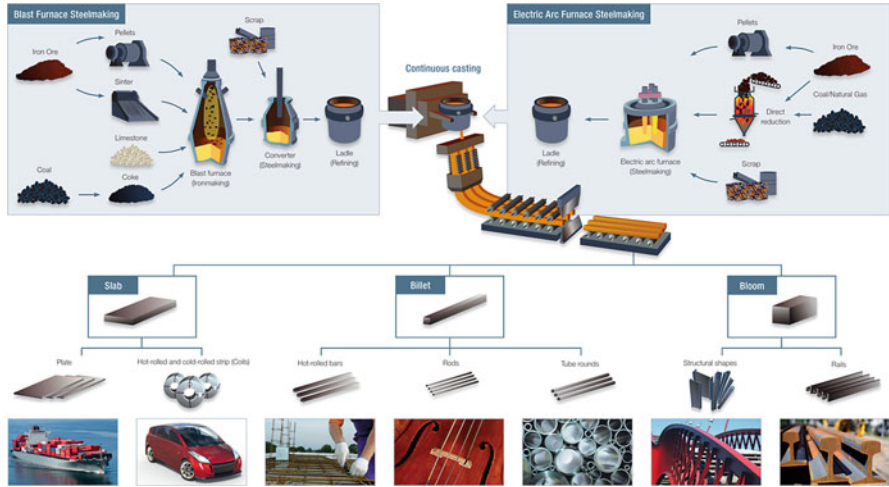 Blast Furnace Steelmaking
Iron Ore
Pellets
Sinter
Limestone
Coal
Coke
Blast furnace
(Ironmaking)
Scrap
Converter
(Steelmaking)
Ladle
(Refining)
Continuous casting
Electric Arc Furnace Steelmaking
Pellets
Iron Ore
Coal/Natural Gas
Direct
reduction
Ladle
(Refining)
Electric arc furnace
(Steelmaking)
Scrap
Slab
Billet
Bloom
Plate
Hot-rolled and cold-rolled strip (Coils)
Hot-rolled bars
Rods
Tube rounds
Structural shapes
Rails